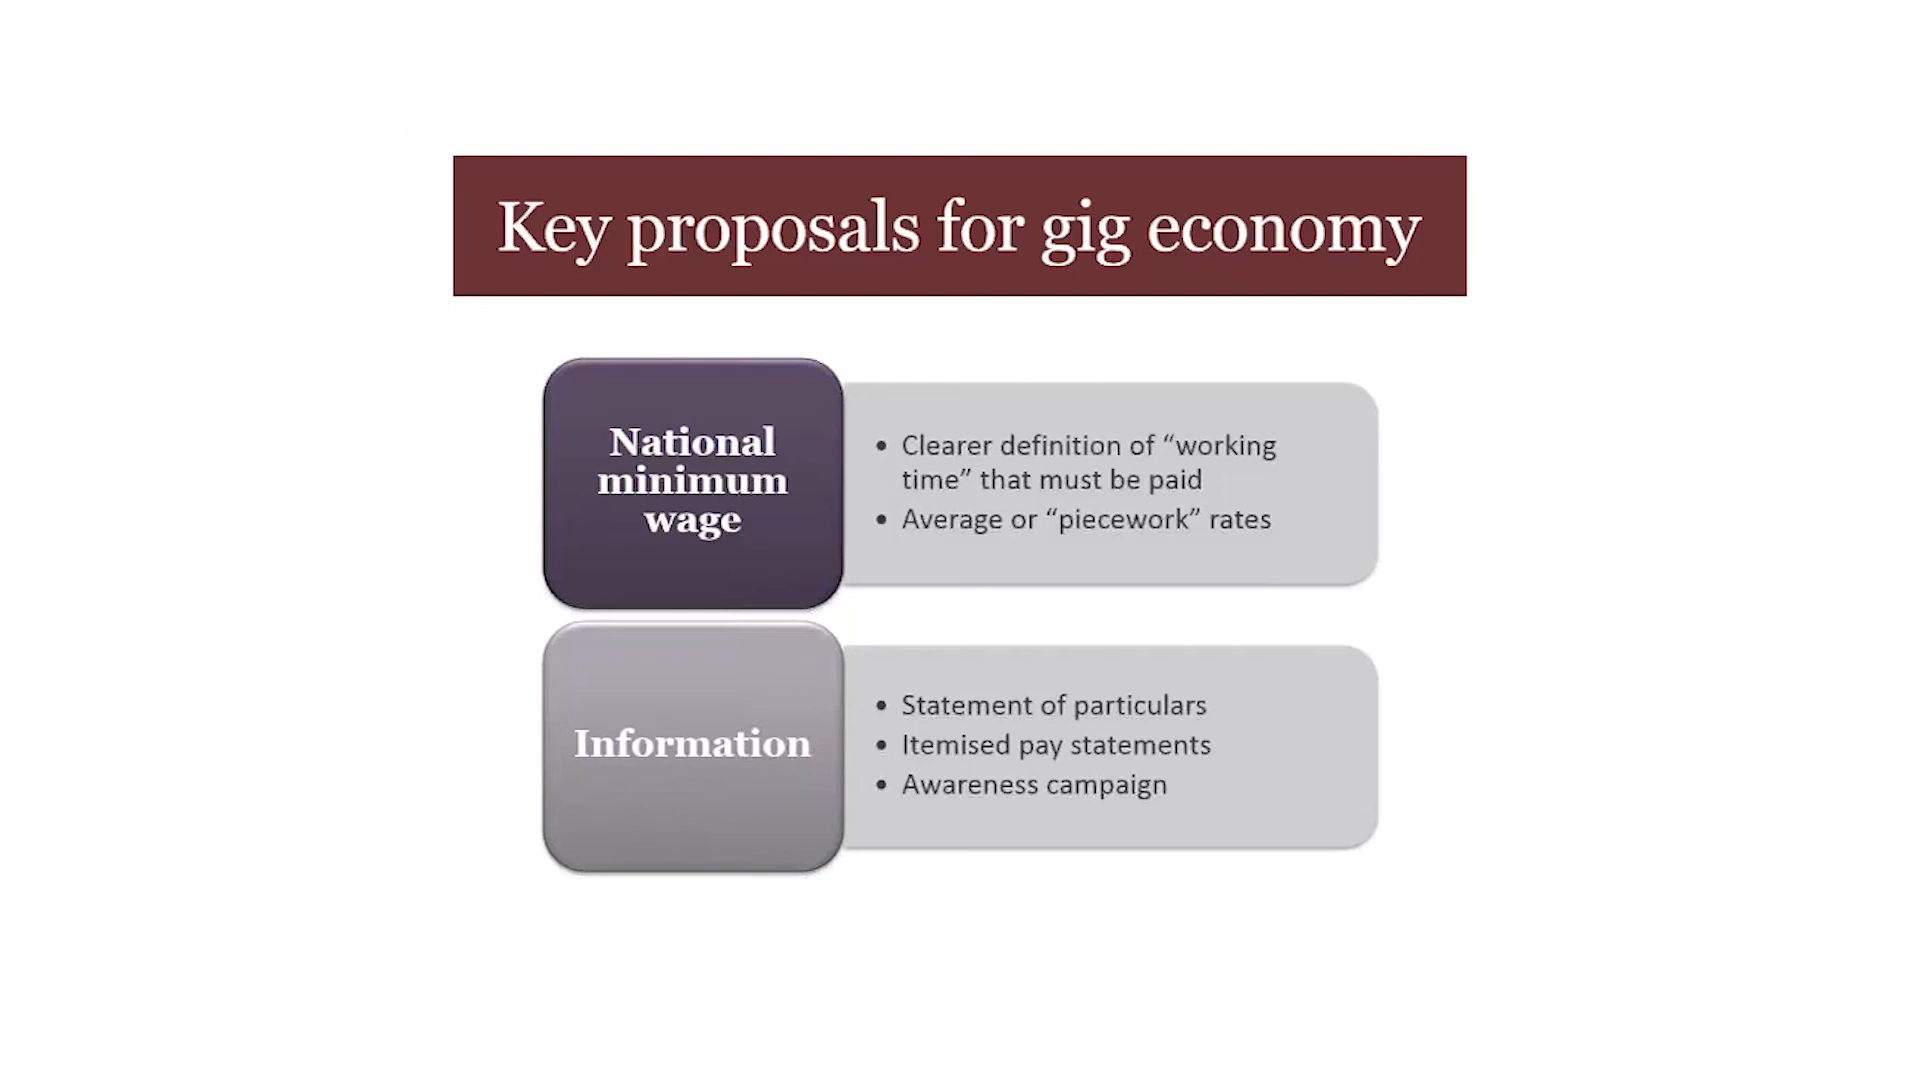 Key proposals for gig economy
National
minimum
wage
• Clearer definition of “working
time” that must be paid
• Average or “piecework” rates
Information
• Statement of particulars
• Itemised pay statements
• Awareness campaign